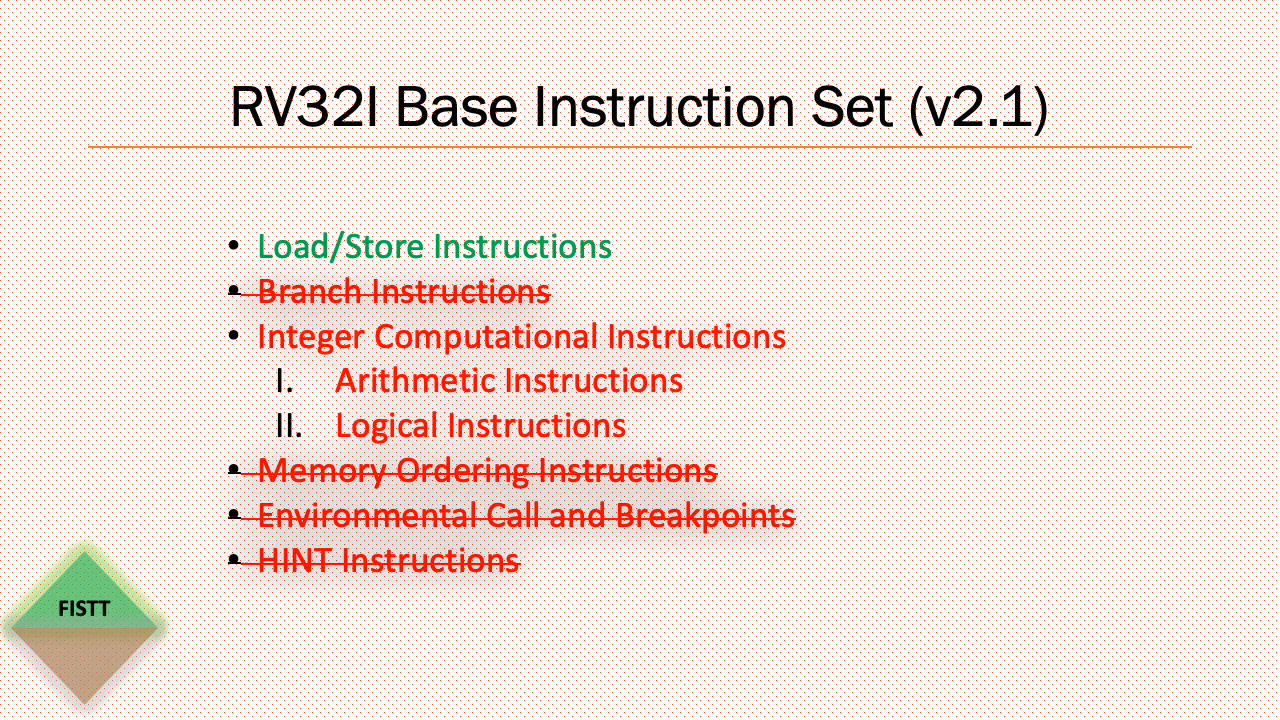 RV32I Base Instruction Set (v2.1)
• Load/Store Instructions
• Branch Instructions
• Integer Computational Instructions
I. Arithmetic Instructions
II. Logical Instructions
• Memory Ordering Instructions
• Environmental Call and Breakpoints
• HINT Instructions
FISTT